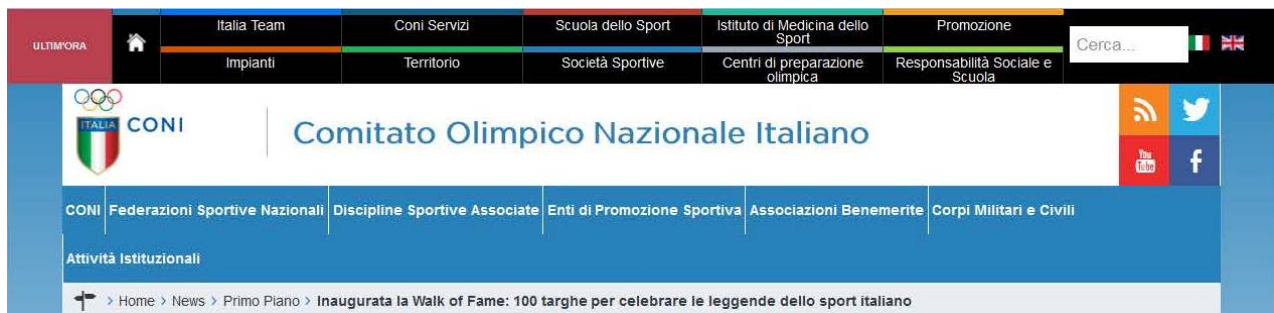 ULTIM'ORA
Italia Team
Coni Servizi
Scuola dello Sport
Istituto di Medicina dello
Sport
Promozione
Cerca...
Impianti
Territorio
Società Sportive
Centri di preparazione
olimpica
Responsabilità Sociale e
Scuola
ITALIA
CONI
Comitato Olimpico Nazionale Italiano
You
Tube
f
CONI Federazioni Sportive Nazionali Discipline Sportive Associate Enti di Promozione Sportiva Associazioni Benemerite Corpi Militari e Civili
Attività Istituzionali
> Home > News > Primo Piano > Inaugurata la Walk of Fame: 100 targhe per celebrare le leggende dello sport italiano